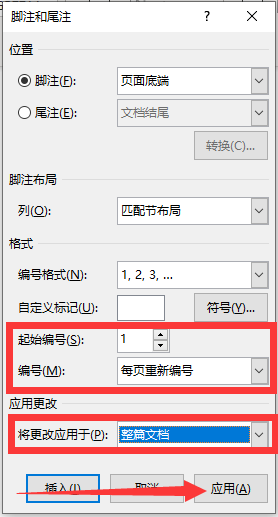 脚注和尾注
位置
脚注(F): 页面底端
尾注(E): 文档结尾
转换(C)...
脚注布局
列(O): 匹配节布局
格式
编号格式(N): 1, 2, 3, ...
自定义标记(U): 符号(Y)...
起始编号(S): 1
编号(M): 每页重新编号
应用更改
将更改应用于(P): 整篇文档
插入(I) 取消 应用(A)